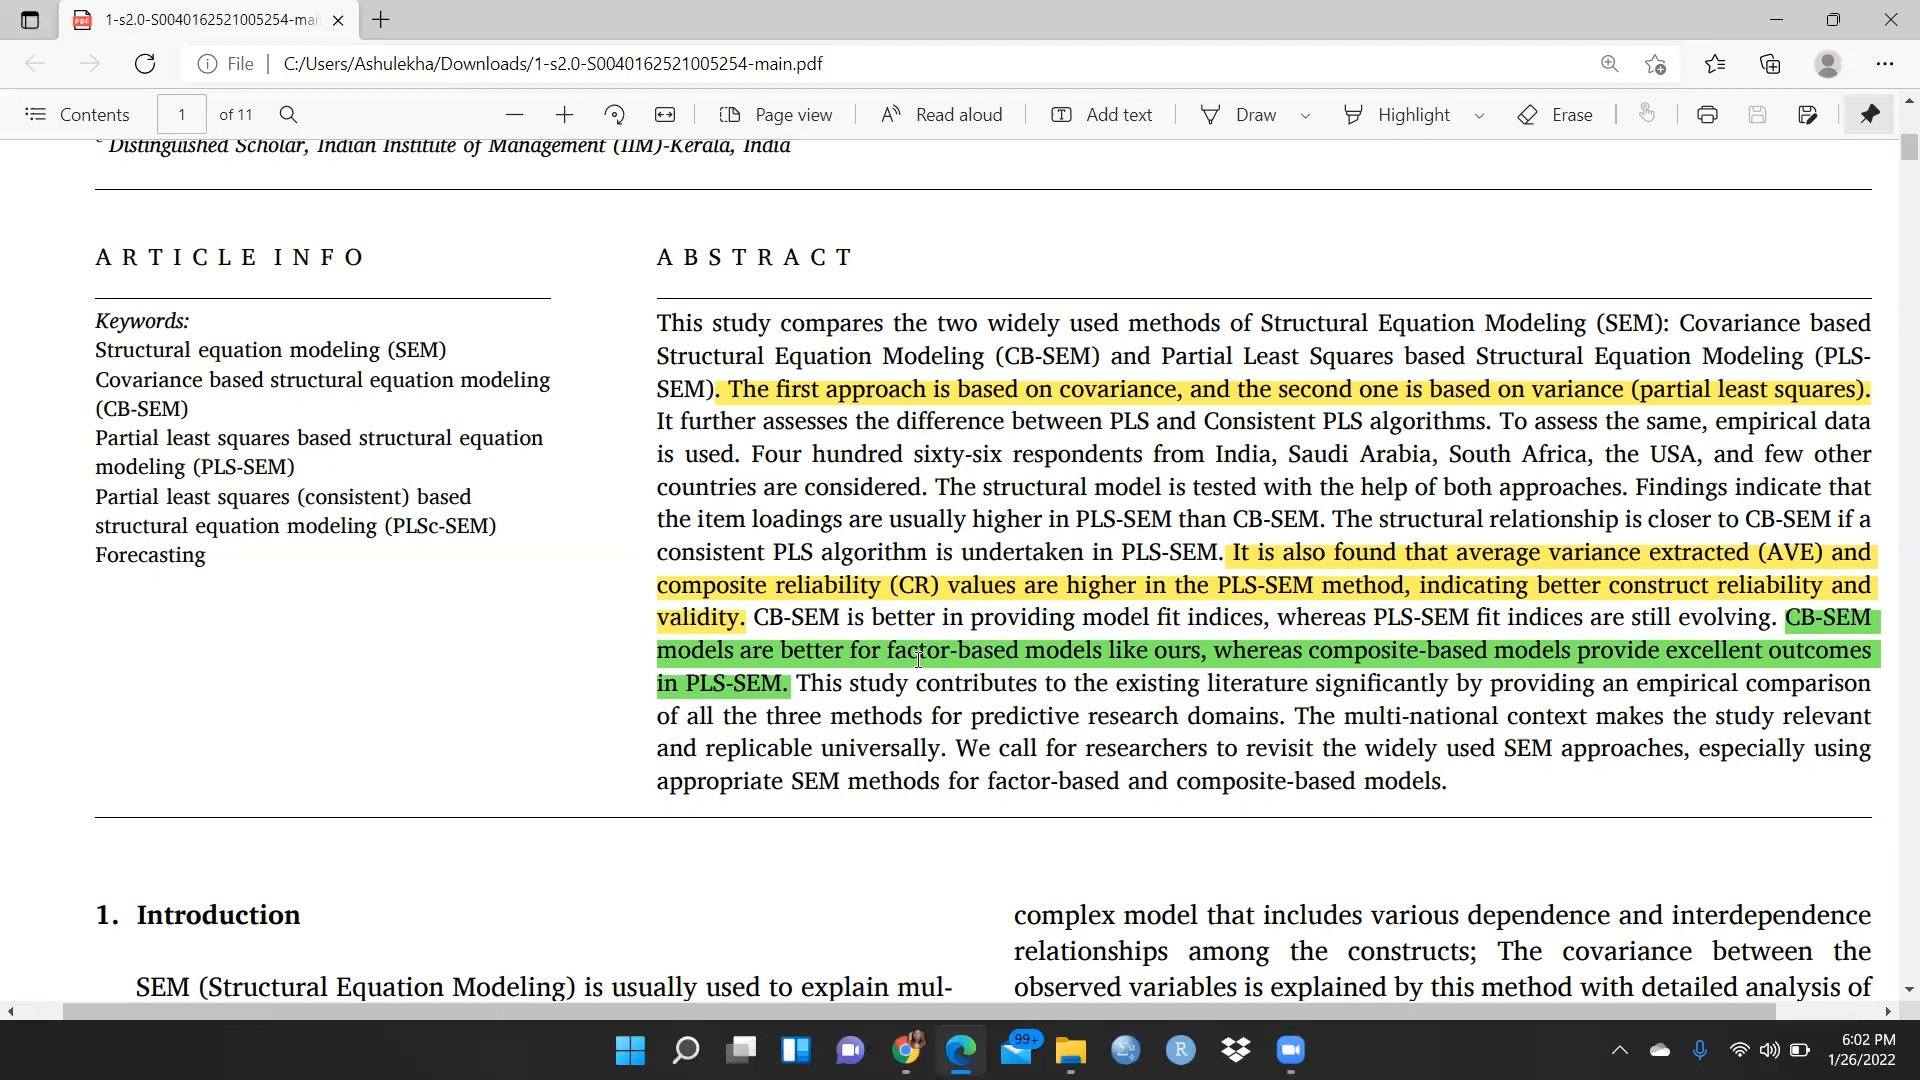 1-s2.0-S0040162521005254-mai
File
C:/Users/Ashulekha/Downloads/1-s2.0-S0040162521005254-main.pdf
Contents
1
of 11
Page view
Read aloud
Add text
Draw
Highlight
Erase
c Distinguished Scholar, Indian Institute of Management (IIM)-Kerala, India
ARTICLE INFO
Keywords:
Structural equation modeling (SEM)
Covariance based structural equation modeling
(CB-SEM)
Partial least squares based structural equation
modeling (PLS-SEM)
Partial least squares (consistent) based
structural equation modeling (PLSc-SEM)
Forecasting
ABSTRACT
This study compares the two widely used methods of Structural Equation Modeling (SEM): Covariance based
Structural Equation Modeling (CB-SEM) and Partial Least Squares based Structural Equation Modeling (PLS-
SEM). The first approach is based on covariance, and the second one is based on variance (partial least squares).
It further assesses the difference between PLS and Consistent PLS algorithms. To assess the same, empirical data
is used. Four hundred sixty-six respondents from India, Saudi Arabia, South Africa, the USA, and few other
countries are considered. The structural model is tested with the help of both approaches. Findings indicate that
the item loadings are usually higher in PLS-SEM than CB-SEM. The structural relationship is closer to CB-SEM if a
consistent PLS algorithm is undertaken in PLS-SEM. It is also found that average variance extracted (AVE) and
composite reliability (CR) values are higher in the PLS-SEM method, indicating better construct reliability and
validity. CB-SEM is better in providing model fit indices, whereas PLS-SEM fit indices are still evolving. CB-SEM
models are better for factor-based models like ours, whereas composite-based models provide excellent outcomes
in PLS-SEM. This study contributes to the existing literature significantly by providing an empirical comparison
of all the three methods for predictive research domains. The multi-national context makes the study relevant
and replicable universally. We call for researchers to revisit the widely used SEM approaches, especially using
appropriate SEM methods for factor-based and composite-based models.
1. Introduction
SEM (Structural Equation Modeling) is usually used to explain mul-
complex model that includes various dependence and interdependence
relationships among the constructs; The covariance between the
observed variables is explained by this method with detailed analysis of
99+
6:02 PM
1/26/2022